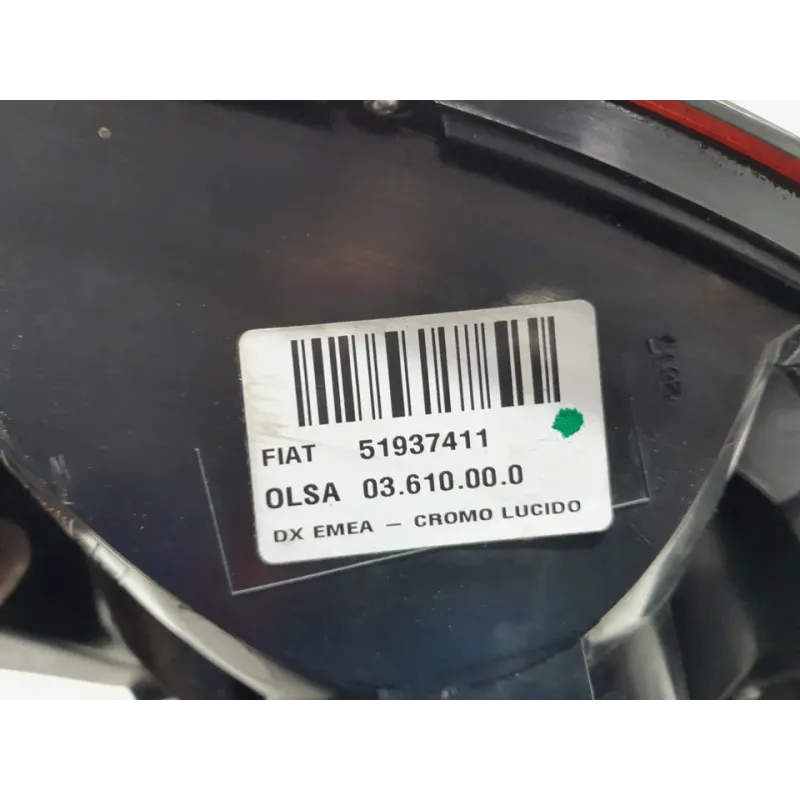 FIAT 51937411
OLSA 03.610.00.0
DX EMEA – CROMO LUCIDO